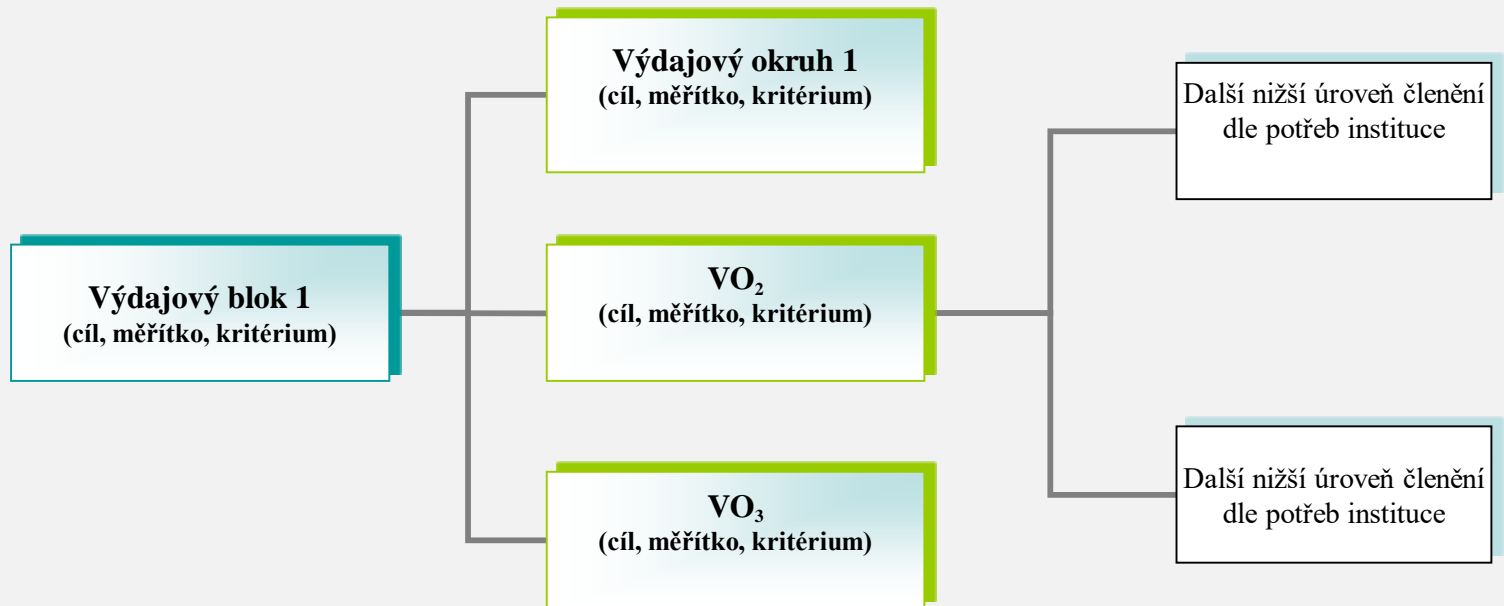 Výdajový okruh 1
(cíl, měřítko, kritérium)
Další nižší úroveň členění
dle potřeb instituce
Výdajový blok 1
(cíl, měřítko, kritérium)
VO₂
(cíl, měřítko, kritérium)
VO₃
(cíl, měřítko, kritérium)
Další nižší úroveň členění
dle potřeb instituce